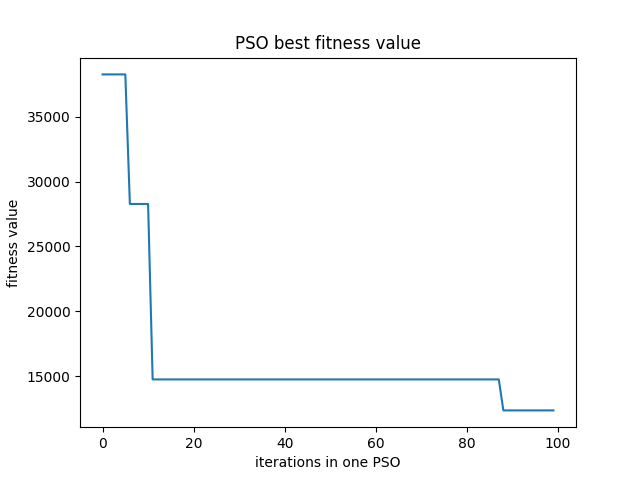 PSO best fitness value
fitness value
35000
30000
25000
20000
15000
0 20 40 60 80 100
iterations in one PSO